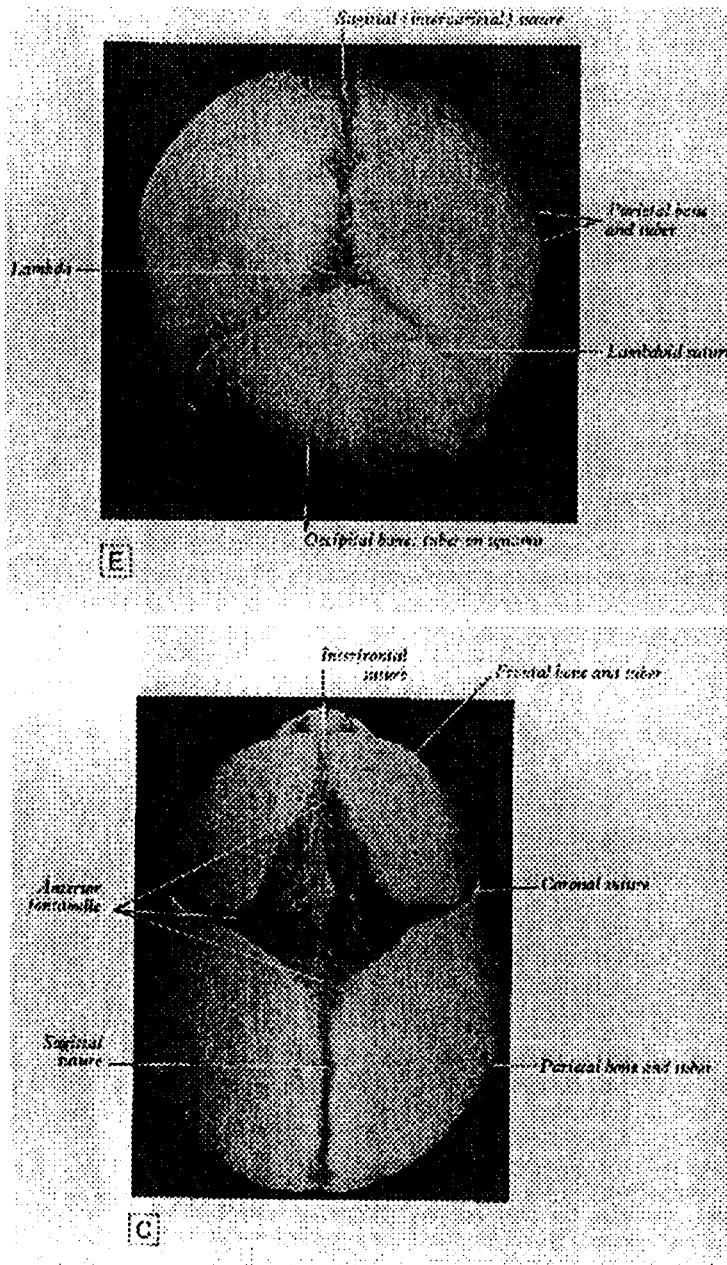 Sagittal (interparietal) suture
Parietal bone
and tuber
Lambda
Lambdoid suture
Occipital bone, tuber on squama
E
Interfrontal
suture
Frontal bone and tuber
Anterior
fontanelle
Coronal suture
Sagittal
suture
Parietal bone and tuber
C